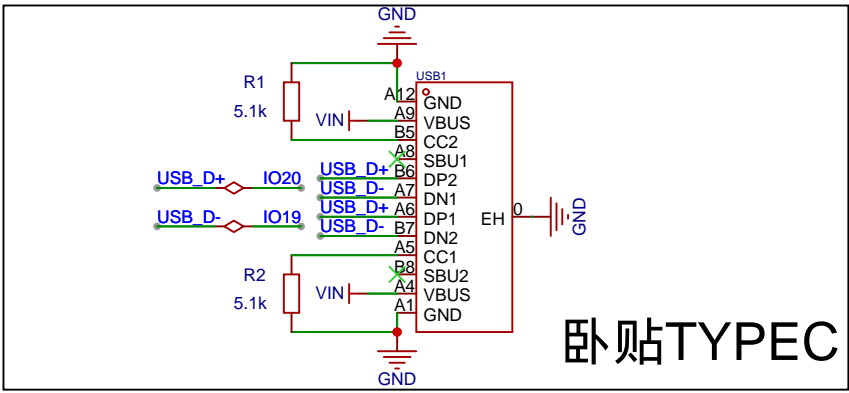 GND
USB1
R1
5.1k
A12
GND
VIN
A9
VBUS
B5
CC2
A8
SBU1
USB_D+
IO20
USB_D+
B6
DP2
USB_D-
A7
DN1
USB_D-
IO19
USB_D+
A6
DP1
USB_D-
B7
DN2
EH
0
GND
A5
CC1
R2
5.1k
B8
SBU2
VIN
A4
VBUS
A1
GND
GND
卧贴TYPEC